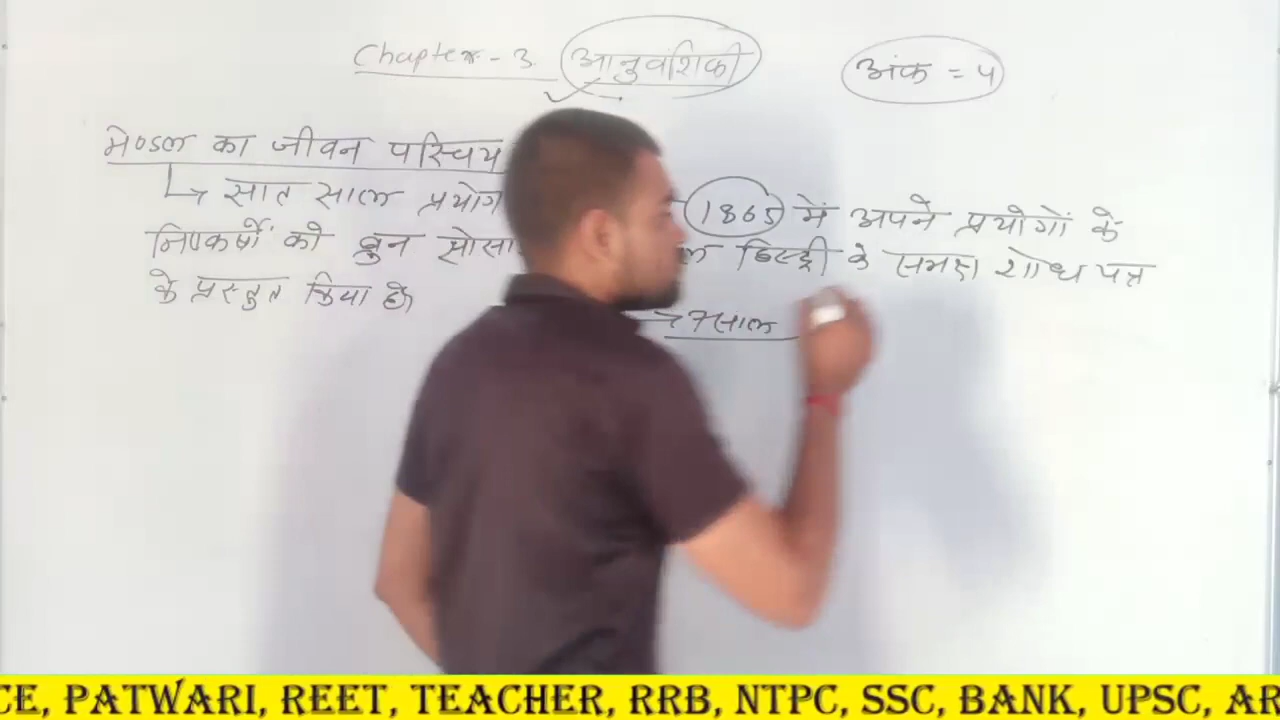 Chapter - 3. आनुवंशिकी
अंक = 4
मेण्डल का जीवन परिचय
सात साल प्रयोग 1865 में अपने प्रयोगों के
निष्कर्षों को ब्रुन सोसा हिस्ट्री के समक्ष शोध पत्र
के प्रस्तुत किया है
→ 7 साल
CE, PATWARI, REET, TEACHER, RRB, NTPC, SSC, BANK, UPSC, AR